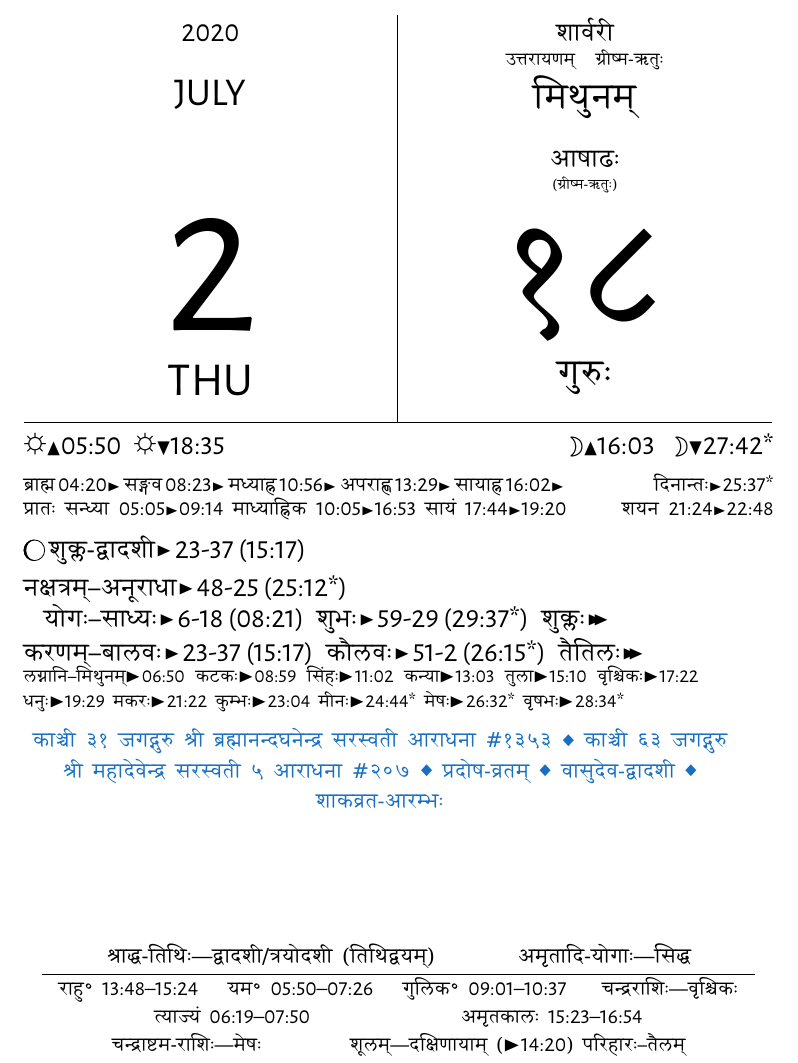 2020
JULY
2
THU
शार्वरी
उत्तरायणम् ग्रीष्म-ऋतुः
मिथुनम्
आषाढः
(ग्रीष्म-ऋतुः)
१८
गुरुः
☼▲05:50 ☼▼18:35 ☽▲16:03 ☽▼27:42*
ब्राह्म 04:20► सङ्गव 08:23► मध्याह्न 10:56► अपराह्ण 13:29► सायाह्न 16:02► दिनान्तः►25:37*
प्रातः सन्ध्या 05:05►09:14 माध्याह्निक 10:05►16:53 सायं 17:44►19:20 शयन 21:24►22:48
शुक्ल-द्वादशी► 23-37 (15:17)
नक्षत्रम्–अनूराधा► 48-25 (25:12*)
योगः–साध्यः► 6-18 (08:21) शुभः► 59-29 (29:37*) शुक्लः►►
करणम्–बालवः► 23-37 (15:17) कौलवः► 51-2 (26:15*) तैतिलः►►
लग्नानि–मिथुनम्►06:50 कटकः►08:59 सिंहः►11:02 कन्या►13:03 तुला►15:10 वृश्चिकः►17:22
धनुः►19:29 मकरः►21:22 कुम्भः►23:04 मीनः►24:44* मेषः►26:32* वृषभः►28:34*
काञ्ची ३१ जगद्गुरु श्री ब्रह्मानन्दघनेन्द्र सरस्वती आराधना #१३५३ ◆ काञ्ची ६३ जगद्गुरु
श्री महादेवेन्द्र सरस्वती ५ आराधना #२०७ ◆ प्रदोष-व्रतम् ◆ वासुदेव-द्वादशी ◆
शाकव्रत-आरम्भः
श्राद्ध-तिथिः—द्वादशी/त्रयोदशी (तिथिद्वयम्) अमृतादि-योगाः—सिद्ध
राहु° 13:48–15:24 यम° 05:50–07:26 गुलिक° 09:01–10:37 चन्द्रराशिः—वृश्चिकः
त्याज्यं 06:19–07:50 अमृतकालः 15:23–16:54
चन्द्राष्टम-राशिः—मेषः शूलम्—दक्षिणायाम् (►14:20) परिहारः–तैलम्